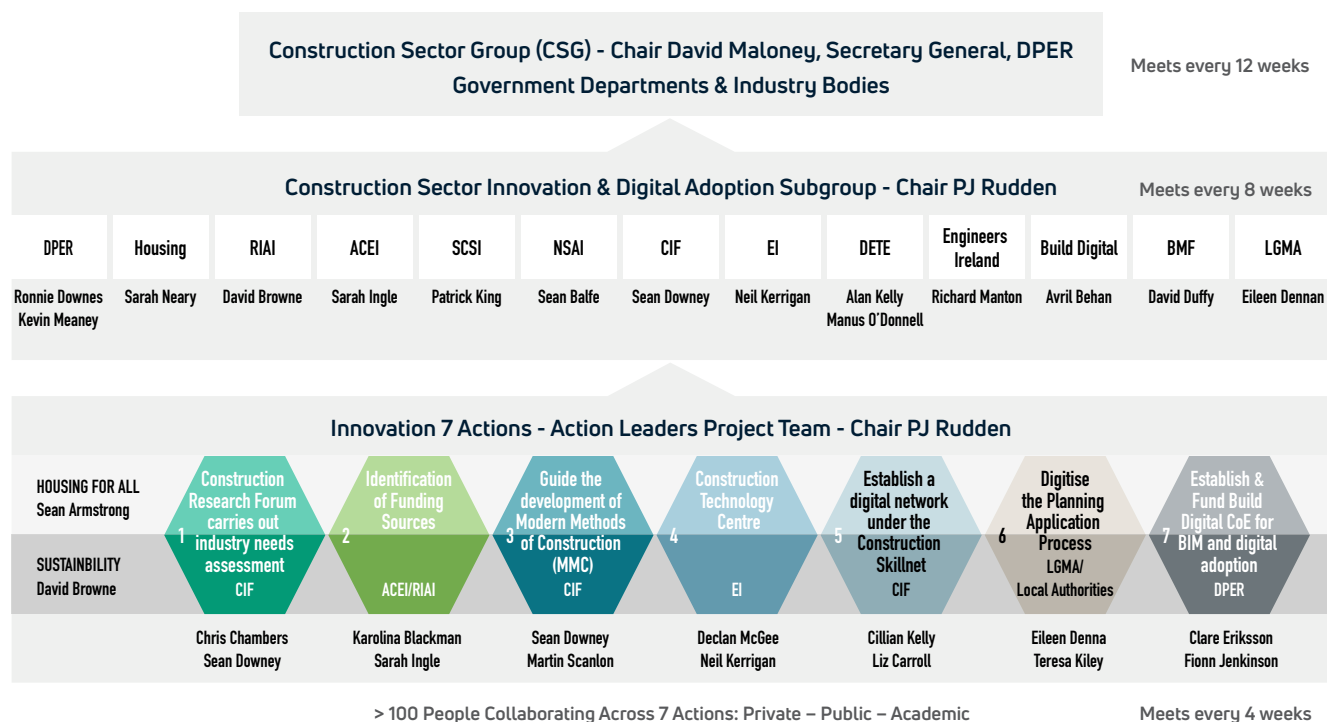 Construction Sector Group (CSG) - Chair David Maloney, Secretary General, DPER
Government Departments & Industry Bodies
Meets every 12 weeks
Construction Sector Innovation & Digital Adoption Subgroup - Chair PJ Rudden
Meets every 8 weeks
DPER
Ronnie Downes
Kevin Meaney
Housing
Sarah Neary
RIAI
David Browne
ACEI
Sarah Ingle
SCSI
Patrick King
NSAI
Sean Balfe
CIF
Sean Downey
EI
Neil Kerrigan
DETE
Alan Kelly
Manus O'Donnell
Engineers
Ireland
Richard Manton
Build Digital
Avril Behan
BMF
David Duffy
LGMA
Eileen Dennan
Innovation 7 Actions - Action Leaders Project Team - Chair PJ Rudden
HOUSING FOR ALL
Sean Armstrong
SUSTAINBILITY
David Browne
1
Construction
Research Forum
carries out
industry needs
assessment
CIF
Chris Chambers
Sean Downey
2
Identification
of Funding
Sources
ACEI/RIAI
Karolina Blackman
Sarah Ingle
3
Guide the
development of
Modern Methods
of Construction
(MMC)
CIF
Sean Downey
Martin Scanlon
4
Construction
Technology
Centre
EI
Declan McGee
Neil Kerrigan
5
Establish a
digital network
under the
Construction
Skillnet
CIF
Cillian Kelly
Liz Carroll
6
Digitise
the Planning
Application
Process
LGMA/
Local Authorities
Eileen Denna
Teresa Kiley
7
Establish &
Fund Build
Digital CoE for
BIM and digital
adoption
DPER
Clare Eriksson
Fionn Jenkinson
> 100 People Collaborating Across 7 Actions: Private – Public – Academic
Meets every 4 weeks